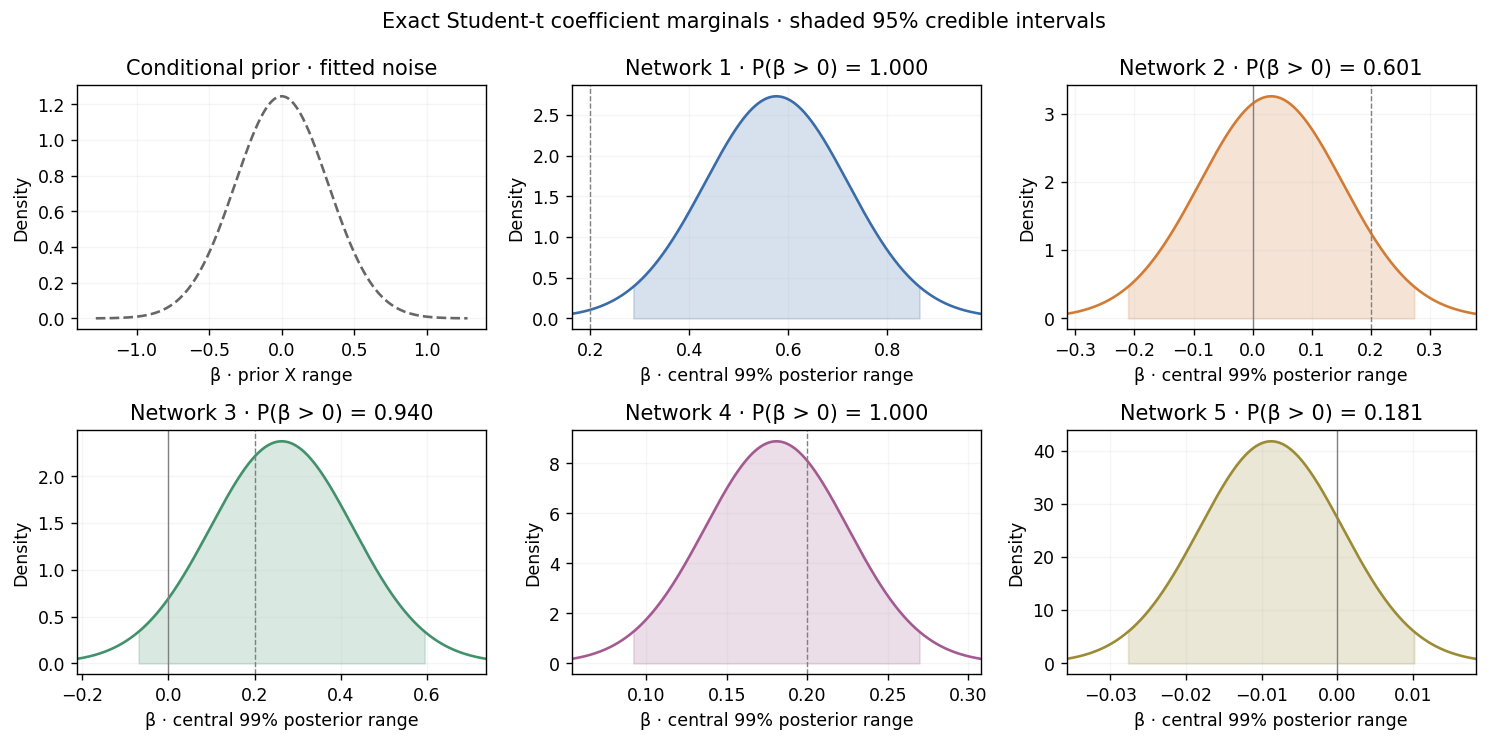 Exact Student-t coefficient marginals · shaded 95% credible intervals
Conditional prior · fitted noise
Density
1.2
1.0
0.8
0.6
0.4
0.2
0.0
−1.0 −0.5 0.0 0.5 1.0
β · prior X range
Network 1 · P(β > 0) = 1.000
Density
2.5
2.0
1.5
1.0
0.5
0.0
0.2 0.4 0.6 0.8
β · central 99% posterior range
Network 2 · P(β > 0) = 0.601
Density
3
2
1
0
−0.3 −0.2 −0.1 0.0 0.1 0.2 0.3
β · central 99% posterior range
Network 3 · P(β > 0) = 0.940
Density
2.0
1.5
1.0
0.5
0.0
−0.2 0.0 0.2 0.4 0.6
β · central 99% posterior range
Network 4 · P(β > 0) = 1.000
Density
8
6
4
2
0
0.10 0.15 0.20 0.25 0.30
β · central 99% posterior range
Network 5 · P(β > 0) = 0.181
Density
40
30
20
10
0
−0.03 −0.02 −0.01 0.00 0.01
β · central 99% posterior range